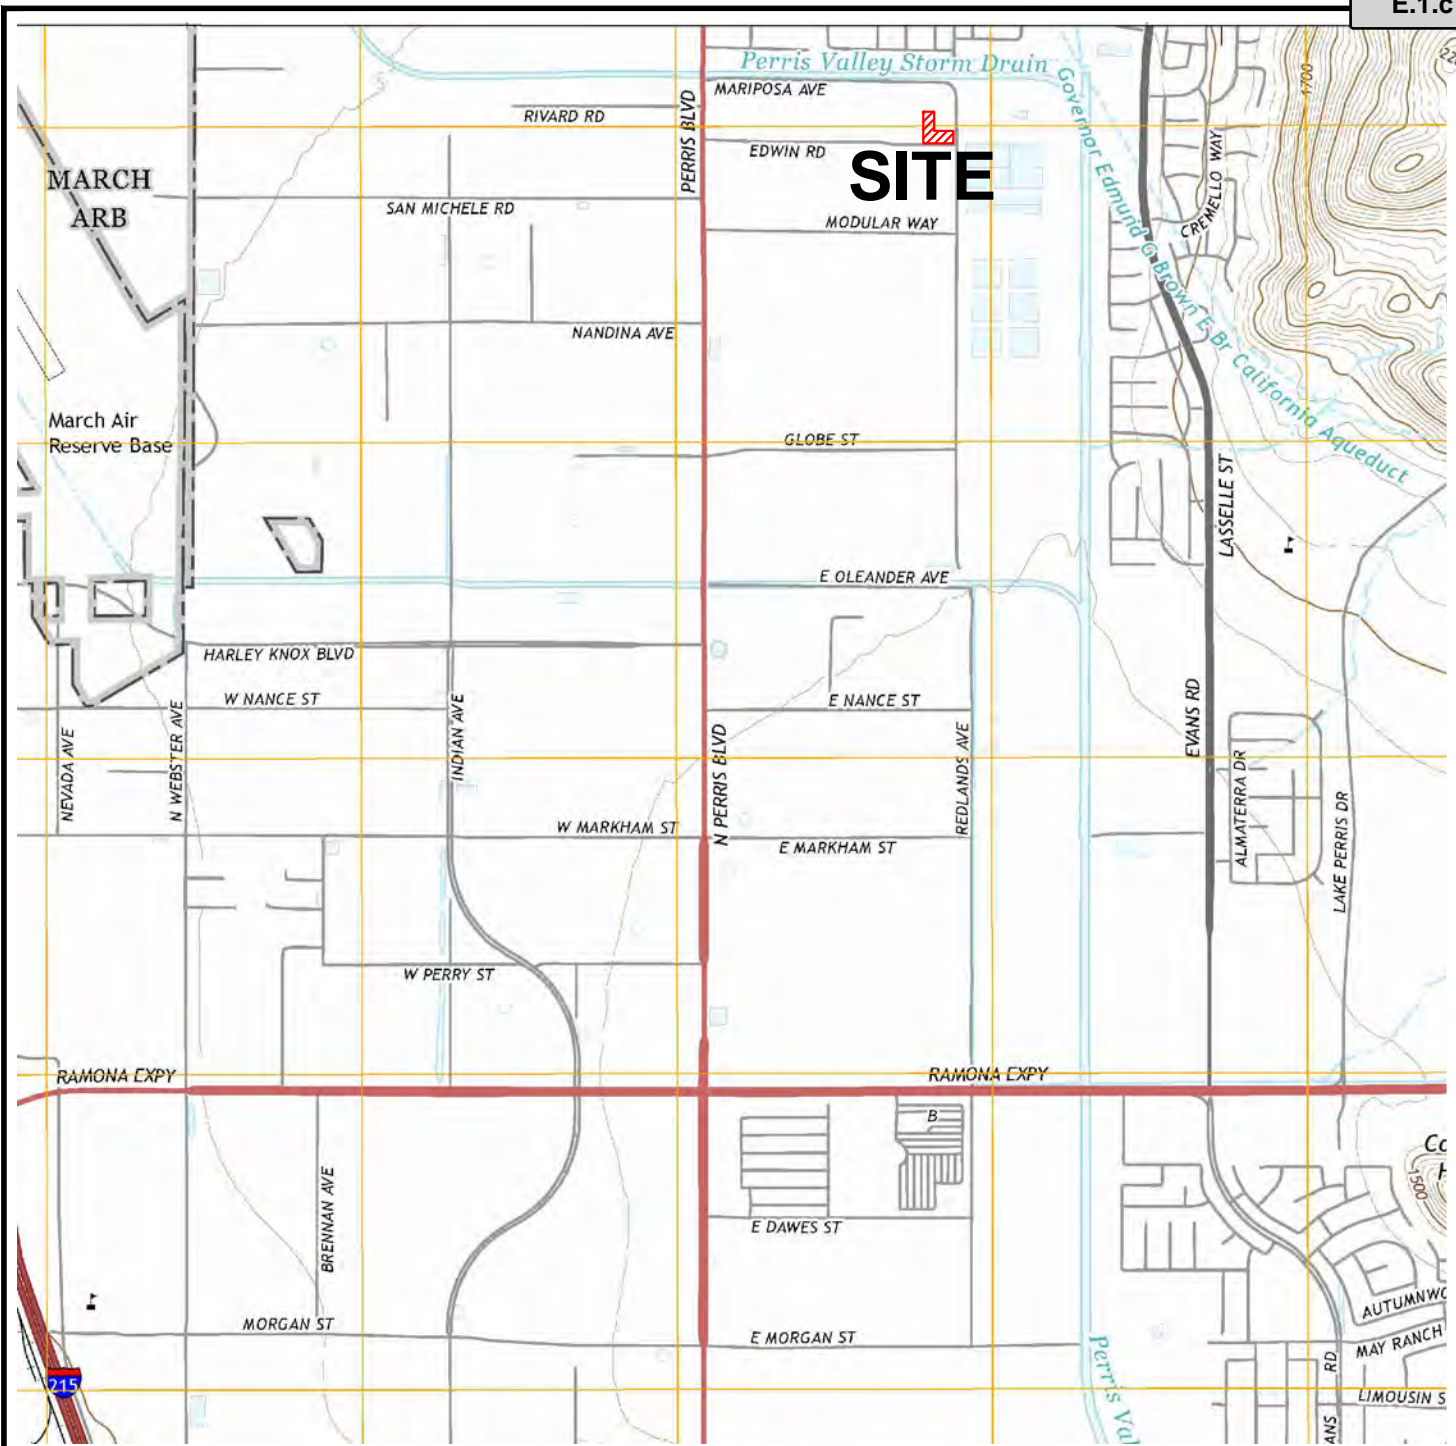 E.1.c
Perris Valley Storm Drain
MARIPOSA AVE
RIVARD RD
PERRIS BLVD
EDWIN RD
SITE
MARCH
ARB
SAN MICHELE RD
MODULAR WAY
CREMELLO WAY
1700
Governor Edmund G Brown E Br California Aqueduct
NANDINA AVE
March Air
Reserve Base
GLOBE ST
LASSELLE ST
E OLEANDER AVE
HARLEY KNOX BLVD
W NANCE ST
E NANCE ST
NEVADA AVE
N WEBSTER AVE
INDIAN AVE
N PERRIS BLVD
REDLANDS AVE
EVANS RD
ALMATERRA DR
LAKE PERRIS DR
W MARKHAM ST
E MARKHAM ST
W PERRY ST
RAMONA EXPY
RAMONA EXPY
B
Co
H
1500
BRENNAN AVE
E DAWES ST
MORGAN ST
E MORGAN ST
AUTUMNWO
MAY RANCH
LIMOUSIN S
ANS RD
Perris Val
215